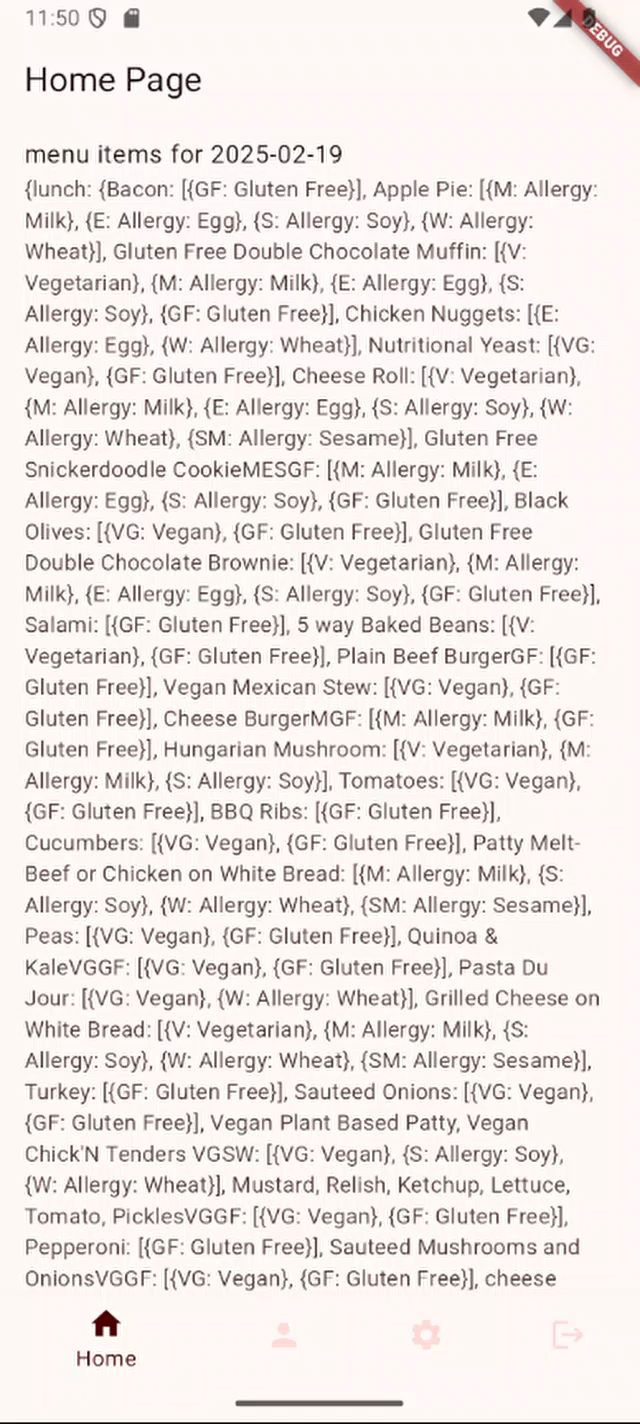 11:50
DEBUG
Home Page
menu items for 2025-02-19
{lunch: {Bacon: [{GF: Gluten Free}], Apple Pie: [{M: Allergy:
Milk}, {E: Allergy: Egg}, {S: Allergy: Soy}, {W: Allergy:
Wheat}], Gluten Free Double Chocolate Muffin: [{V:
Vegetarian}, {M: Allergy: Milk}, {E: Allergy: Egg}, {S:
Allergy: Soy}, {GF: Gluten Free}], Chicken Nuggets: [{E:
Allergy: Egg}, {W: Allergy: Wheat}], Nutritional Yeast: [{VG:
Vegan}, {GF: Gluten Free}], Cheese Roll: [{V: Vegetarian},
{M: Allergy: Milk}, {E: Allergy: Egg}, {S: Allergy: Soy}, {W:
Allergy: Wheat}, {SM: Allergy: Sesame}], Gluten Free
Snickerdoodle CookieMESGF: [{M: Allergy: Milk}, {E:
Allergy: Egg}, {S: Allergy: Soy}, {GF: Gluten Free}], Black
Olives: [{VG: Vegan}, {GF: Gluten Free}], Gluten Free
Double Chocolate Brownie: [{V: Vegetarian}, {M: Allergy:
Milk}, {E: Allergy: Egg}, {S: Allergy: Soy}, {GF: Gluten Free}],
Salami: [{GF: Gluten Free}], 5 way Baked Beans: [{V:
Vegetarian}, {GF: Gluten Free}], Plain Beef BurgerGF: [{GF:
Gluten Free}], Vegan Mexican Stew: [{VG: Vegan}, {GF:
Gluten Free}], Cheese BurgerMGF: [{M: Allergy: Milk}, {GF:
Gluten Free}], Hungarian Mushroom: [{V: Vegetarian}, {M:
Allergy: Milk}, {S: Allergy: Soy}], Tomatoes: [{VG: Vegan},
{GF: Gluten Free}], BBQ Ribs: [{GF: Gluten Free}],
Cucumbers: [{VG: Vegan}, {GF: Gluten Free}], Patty Melt-
Beef or Chicken on White Bread: [{M: Allergy: Milk}, {S:
Allergy: Soy}, {W: Allergy: Wheat}, {SM: Allergy: Sesame}],
Peas: [{VG: Vegan}, {GF: Gluten Free}], Quinoa &
KaleVGGF: [{VG: Vegan}, {GF: Gluten Free}], Pasta Du
Jour: [{VG: Vegan}, {W: Allergy: Wheat}], Grilled Cheese on
White Bread: [{V: Vegetarian}, {M: Allergy: Milk}, {S:
Allergy: Soy}, {W: Allergy: Wheat}, {SM: Allergy: Sesame}],
Turkey: [{GF: Gluten Free}], Sauteed Onions: [{VG: Vegan},
{GF: Gluten Free}], Vegan Plant Based Patty, Vegan
Chick'N Tenders VGSW: [{VG: Vegan}, {S: Allergy: Soy},
{W: Allergy: Wheat}], Mustard, Relish, Ketchup, Lettuce,
Tomato, PicklesVGGF: [{VG: Vegan}, {GF: Gluten Free}],
Pepperoni: [{GF: Gluten Free}], Sauteed Mushrooms and
OnionsVGGF: [{VG: Vegan}, {GF: Gluten Free}], cheese
Home